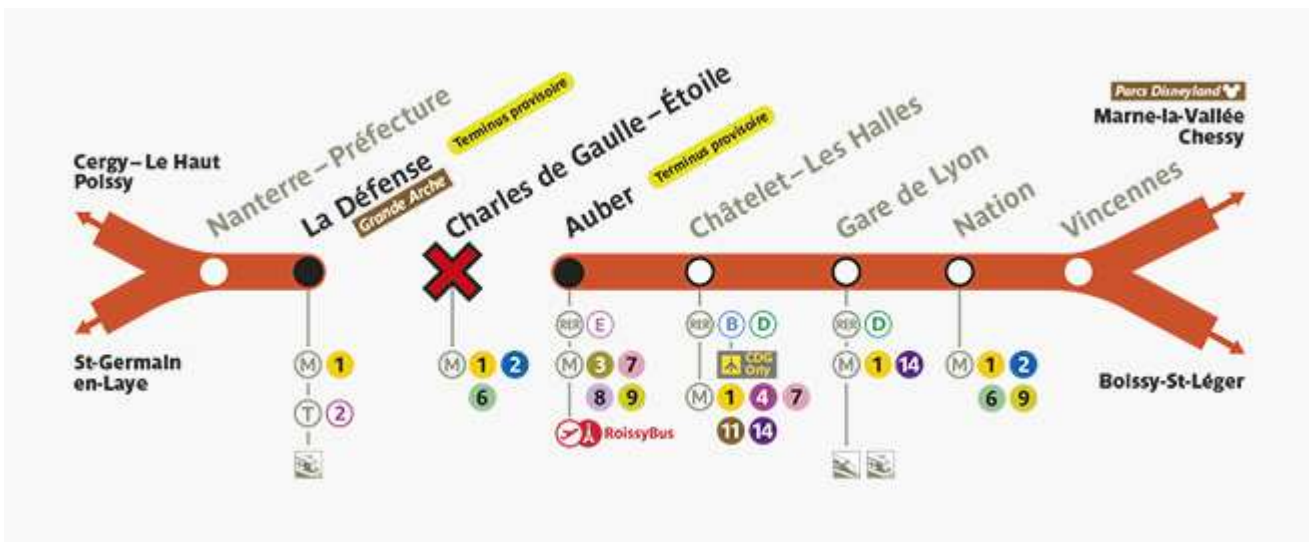 Cergy – Le Haut
Poissy
St-Germain
en-Laye
Nanterre – Préfecture
La Défense
Grande Arche
Terminus provisoire
M 1
T 2
Charles de Gaulle – Étoile
M 1 2
6
Auber
Terminus provisoire
RER E
M 3 7
8 9
RoissyBus
Châtelet – Les Halles
RER B D
CDG
Orly
M 1 4 7
11 14
Gare de Lyon
RER D
M 1 14
Nation
M 1 2
6 9
Vincennes
Parcs Disneyland
Marne-la-Vallée
Chessy
Boissy-St-Léger